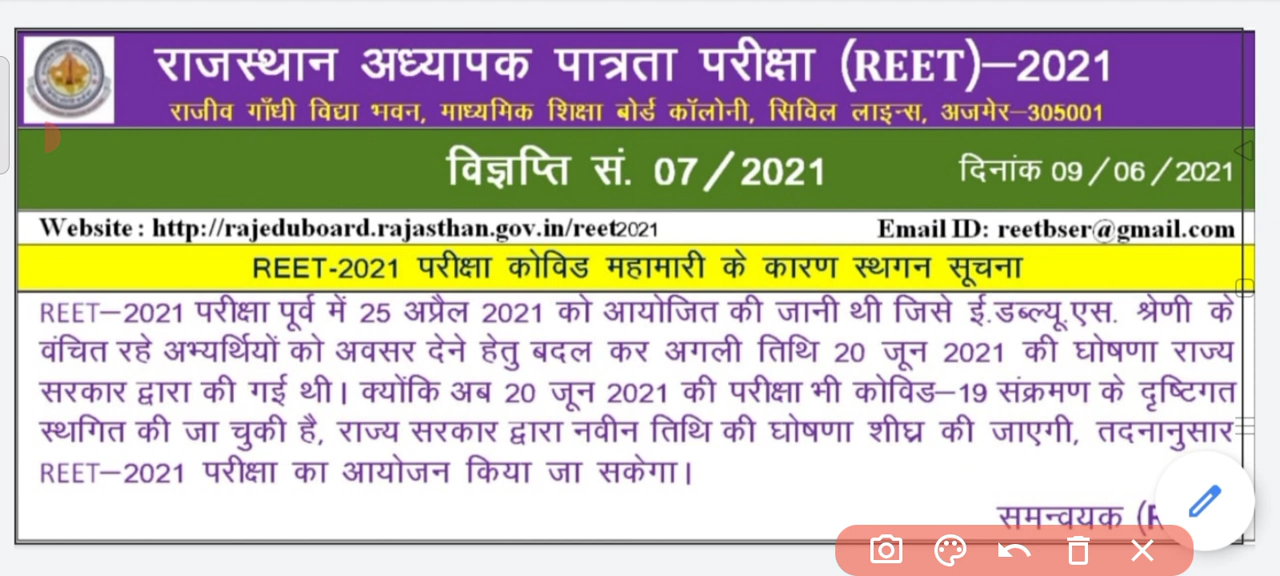 राजस्थान अध्यापक पात्रता परीक्षा (REET)–2021
राजीव गाँधी विद्या भवन, माध्यमिक शिक्षा बोर्ड कॉलोनी, सिविल लाइन्स, अजमेर–305001
विज्ञप्ति सं. 07/2021 दिनांक 09/06/2021
Website : http://rajeduboard.rajasthan.gov.in/reet2021 Email ID: reetbser@gmail.com
REET-2021 परीक्षा कोविड महामारी के कारण स्थगन सूचना
REET–2021 परीक्षा पूर्व में 25 अप्रैल 2021 को आयोजित की जानी थी जिसे ई.डब्ल्यू.एस. श्रेणी के
वंचित रहे अभ्यर्थियों को अवसर देने हेतु बदल कर अगली तिथि 20 जून 2021 की घोषणा राज्य
सरकार द्वारा की गई थी। क्योंकि अब 20 जून 2021 की परीक्षा भी कोविड–19 संक्रमण के दृष्टिगत
स्थगित की जा चुकी है, राज्य सरकार द्वारा नवीन तिथि की घोषणा शीघ्र की जाएगी, तदनानुसार
REET–2021 परीक्षा का आयोजन किया जा सकेगा।
समन्वयक